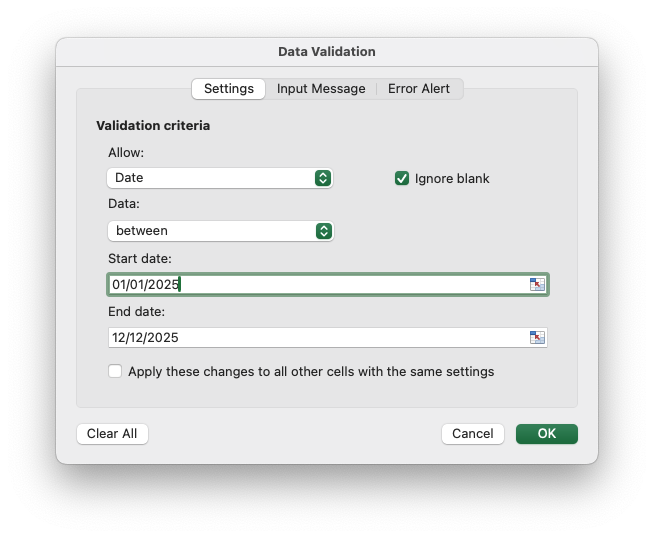 Data Validation
Settings Input Message Error Alert
Validation criteria
Allow:
Date Ignore blank
Data:
between
Start date:
01/01/2025
End date:
12/12/2025
Apply these changes to all other cells with the same settings
Clear All Cancel OK